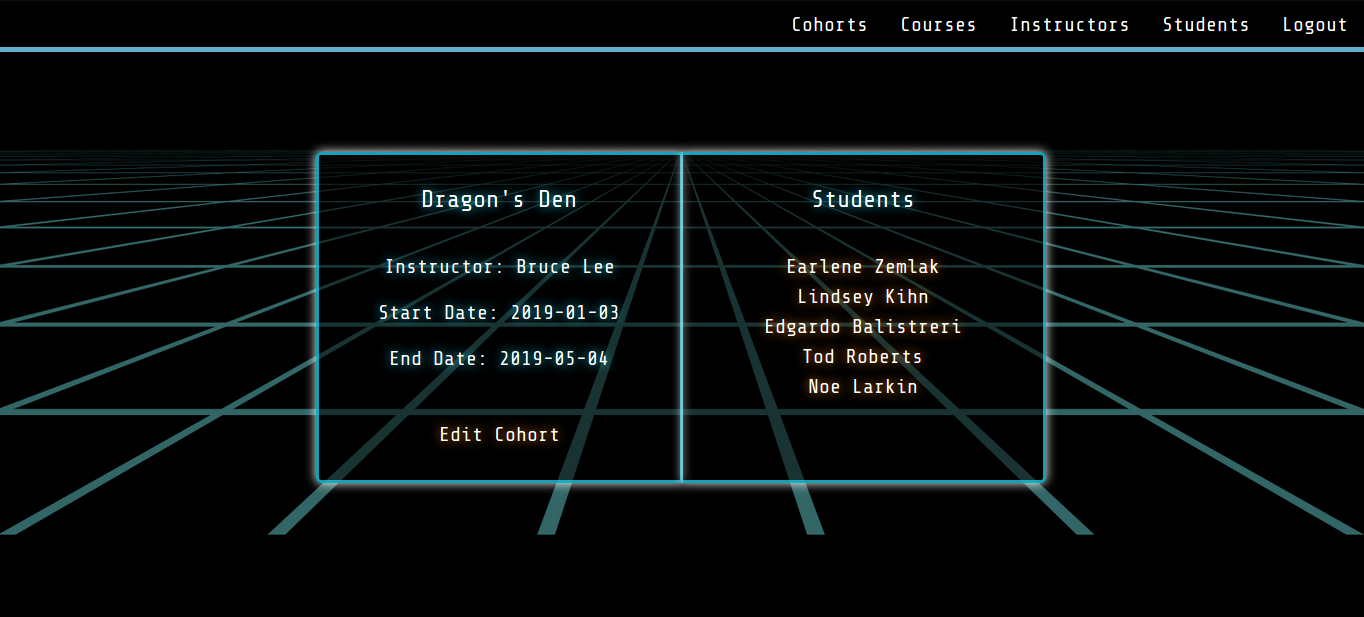 Cohorts Courses Instructors Students Logout
Dragon's Den
Instructor: Bruce Lee
Start Date: 2019-01-03
End Date: 2019-05-04
Edit Cohort
Students
Earlene Zemlak
Lindsey Kihn
Edgardo Balistreri
Tod Roberts
Noe Larkin